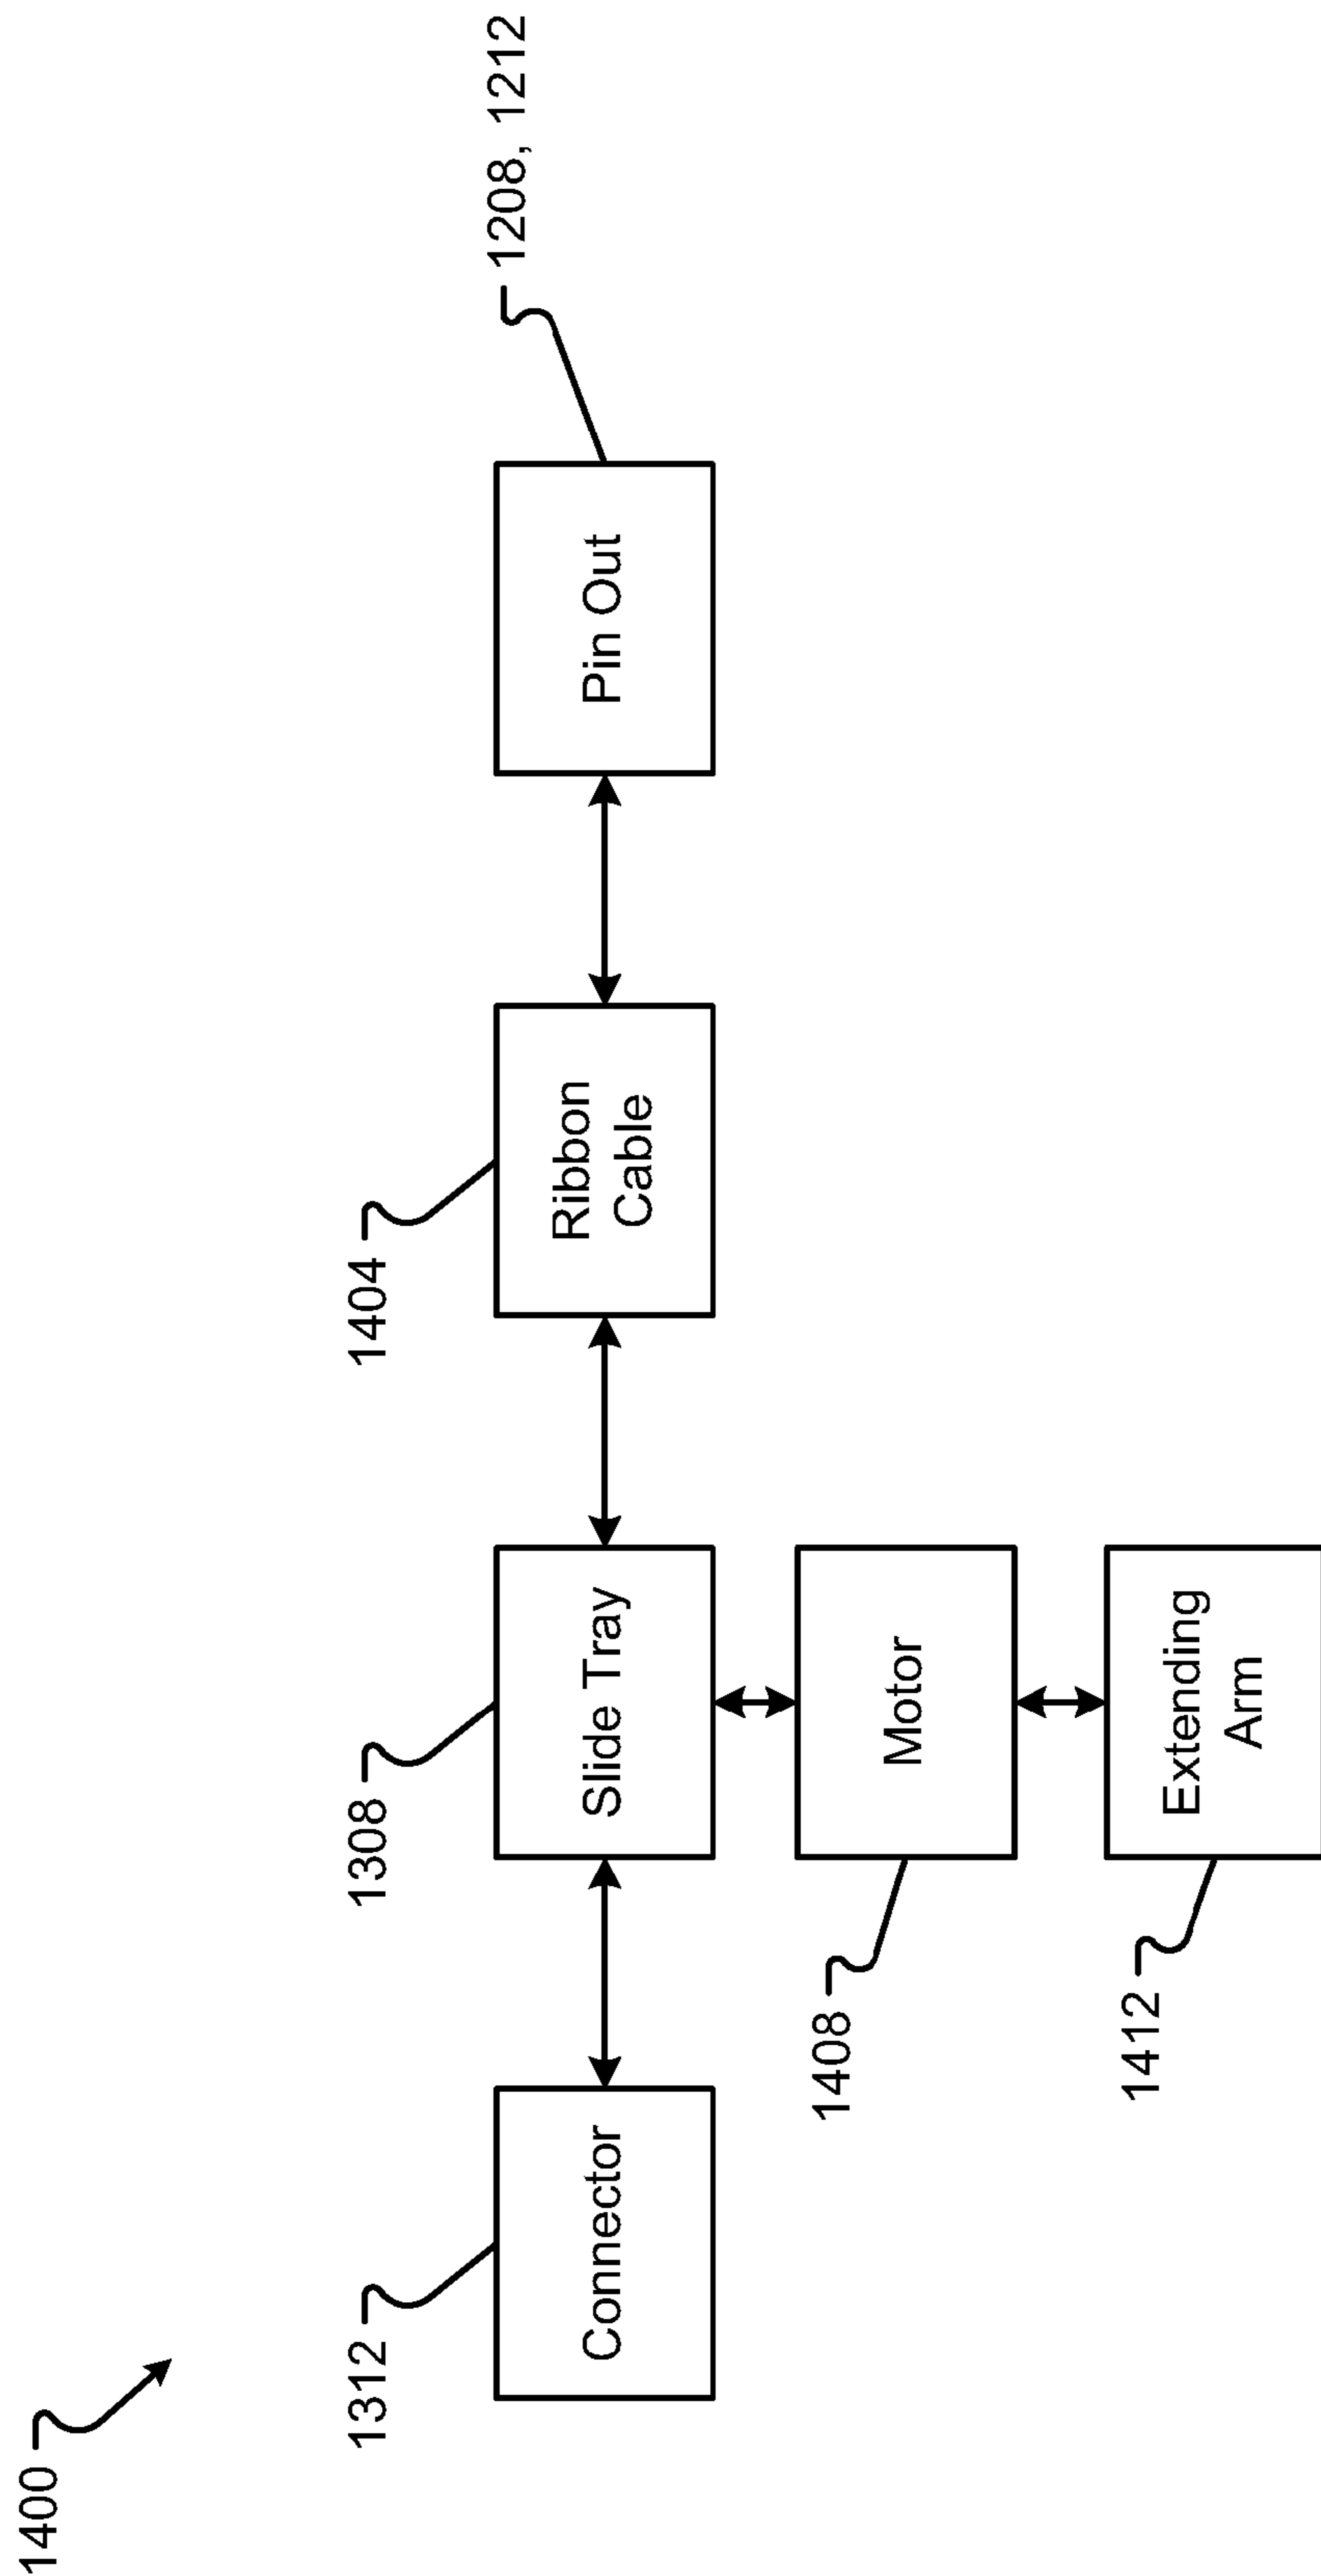 1400
1312
1308
1404
1208, 1212
Connector
Slide Tray
Ribbon
Cable
Pin Out
1408
Motor
1412
Extending
Arm